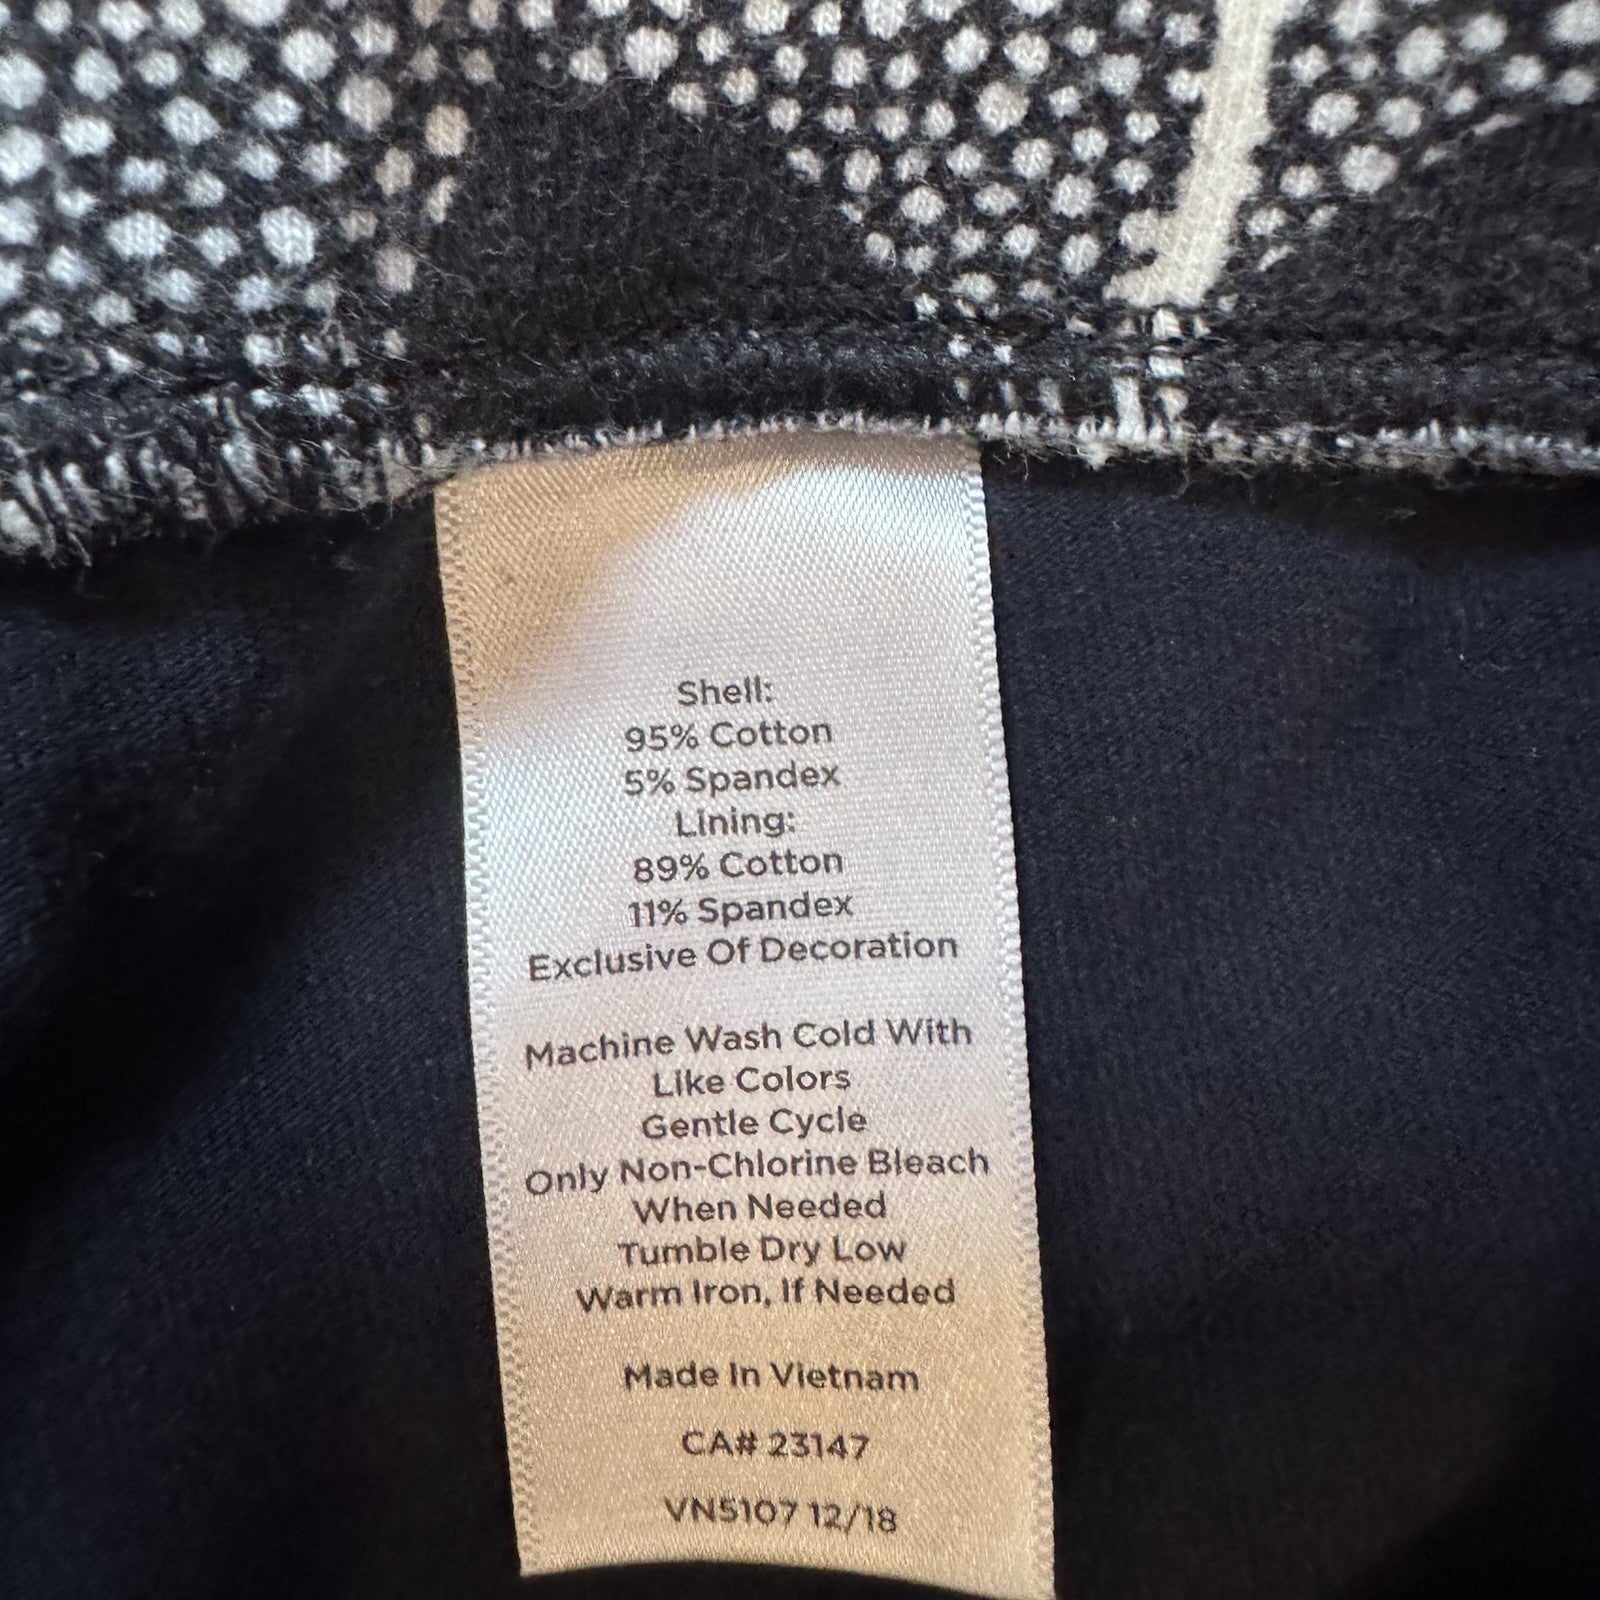 Shell:
95% Cotton
5% Spandex
Lining:
89% Cotton
11% Spandex
Exclusive Of Decoration
Machine Wash Cold With
Like Colors
Gentle Cycle
Only Non-Chlorine Bleach
When Needed
Tumble Dry Low
Warm Iron, If Needed
Made In Vietnam
CA# 23147
VN5107 12/18